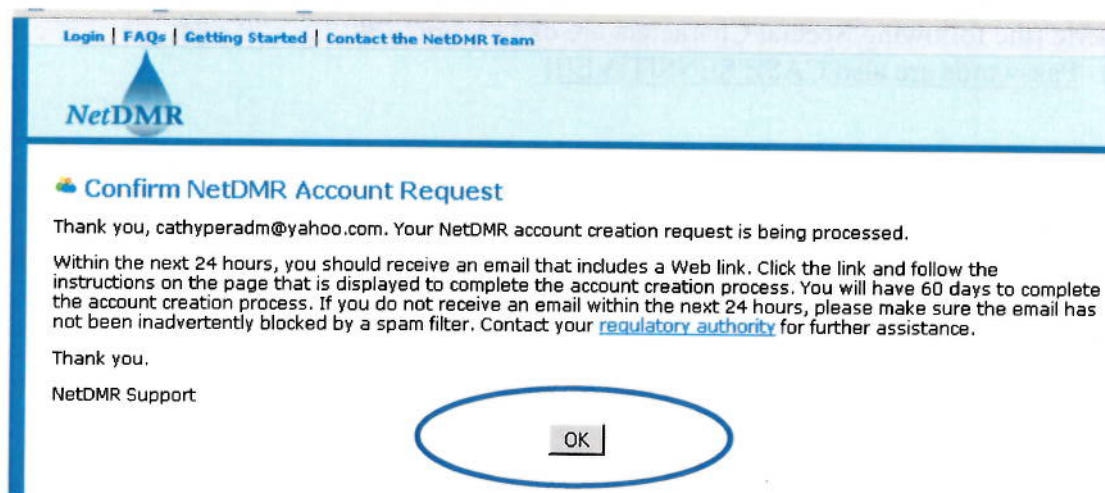 Login | FAQs | Getting Started | Contact the NetDMR Team
NetDMR
Confirm NetDMR Account Request
Thank you, cathyperadm@yahoo.com. Your NetDMR account creation request is being processed.
Within the next 24 hours, you should receive an email that includes a Web link. Click the link and follow the
instructions on the page that is displayed to complete the account creation process. You will have 60 days to complete
the account creation process. If you do not receive an email within the next 24 hours, please make sure the email has
not been inadvertently blocked by a spam filter. Contact your regulatory authority for further assistance.
Thank you.
NetDMR Support
OK